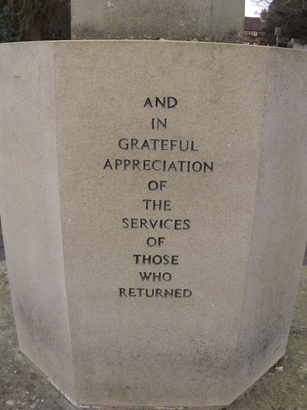 AND
IN
GRATEFUL
APPRECIATION
OF
THE
SERVICES
OF
THOSE
WHO
RETURNED